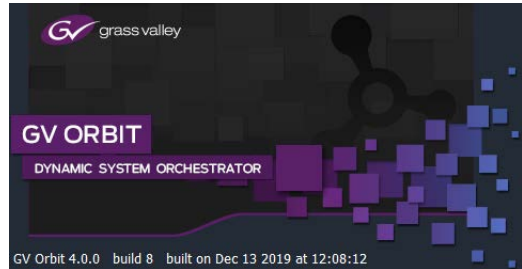 GV grass valley
GV ORBIT
DYNAMIC SYSTEM ORCHESTRATOR
GV Orbit 4.0.0 build 8 built on Dec 13 2019 at 12:08:12